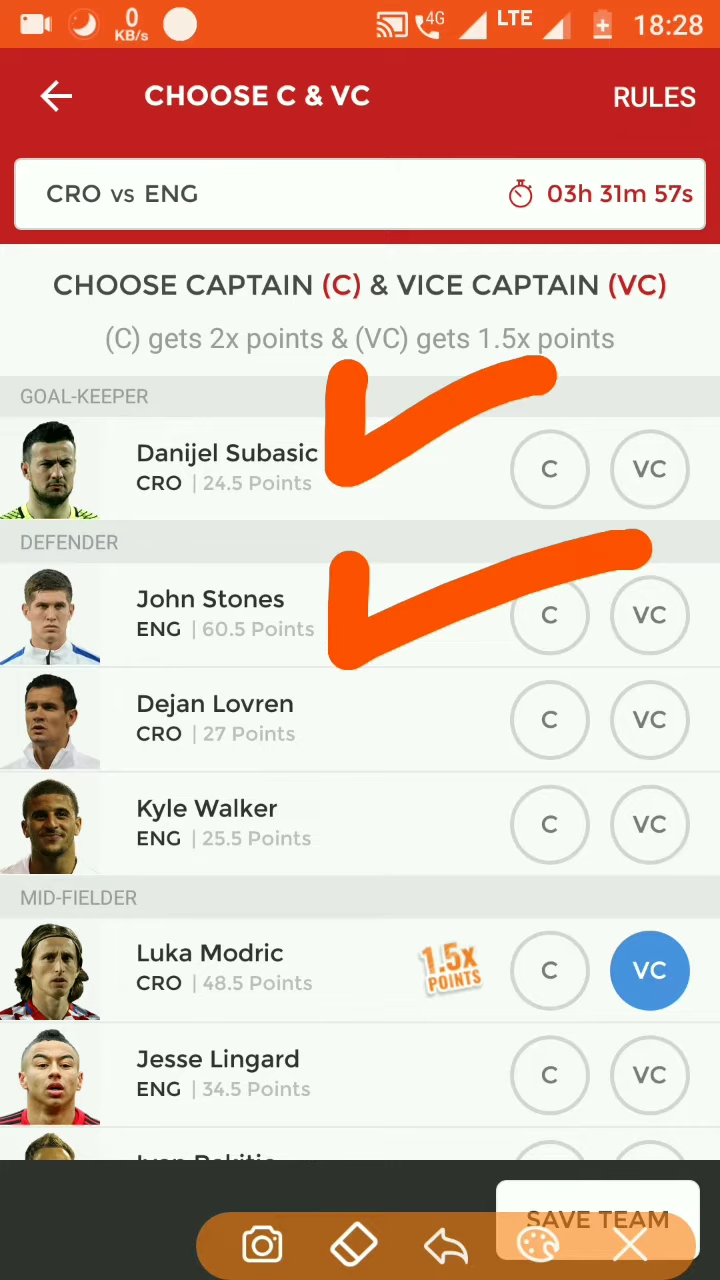 0
KB/s
4G
LTE
18:28
CHOOSE C & VC
RULES
CRO vs ENG
03h 31m 57s
CHOOSE CAPTAIN (C) & VICE CAPTAIN (VC)
(C) gets 2x points & (VC) gets 1.5x points
GOAL-KEEPER
Danijel Subasic
CRO | 24.5 Points
C
VC
DEFENDER
John Stones
ENG | 60.5 Points
C
VC
Dejan Lovren
CRO | 27 Points
C
VC
Kyle Walker
ENG | 25.5 Points
C
VC
MID-FIELDER
Luka Modric
CRO | 48.5 Points
1.5x
POINTS
C
VC
Jesse Lingard
ENG | 34.5 Points
C
VC
SAVE TEAM